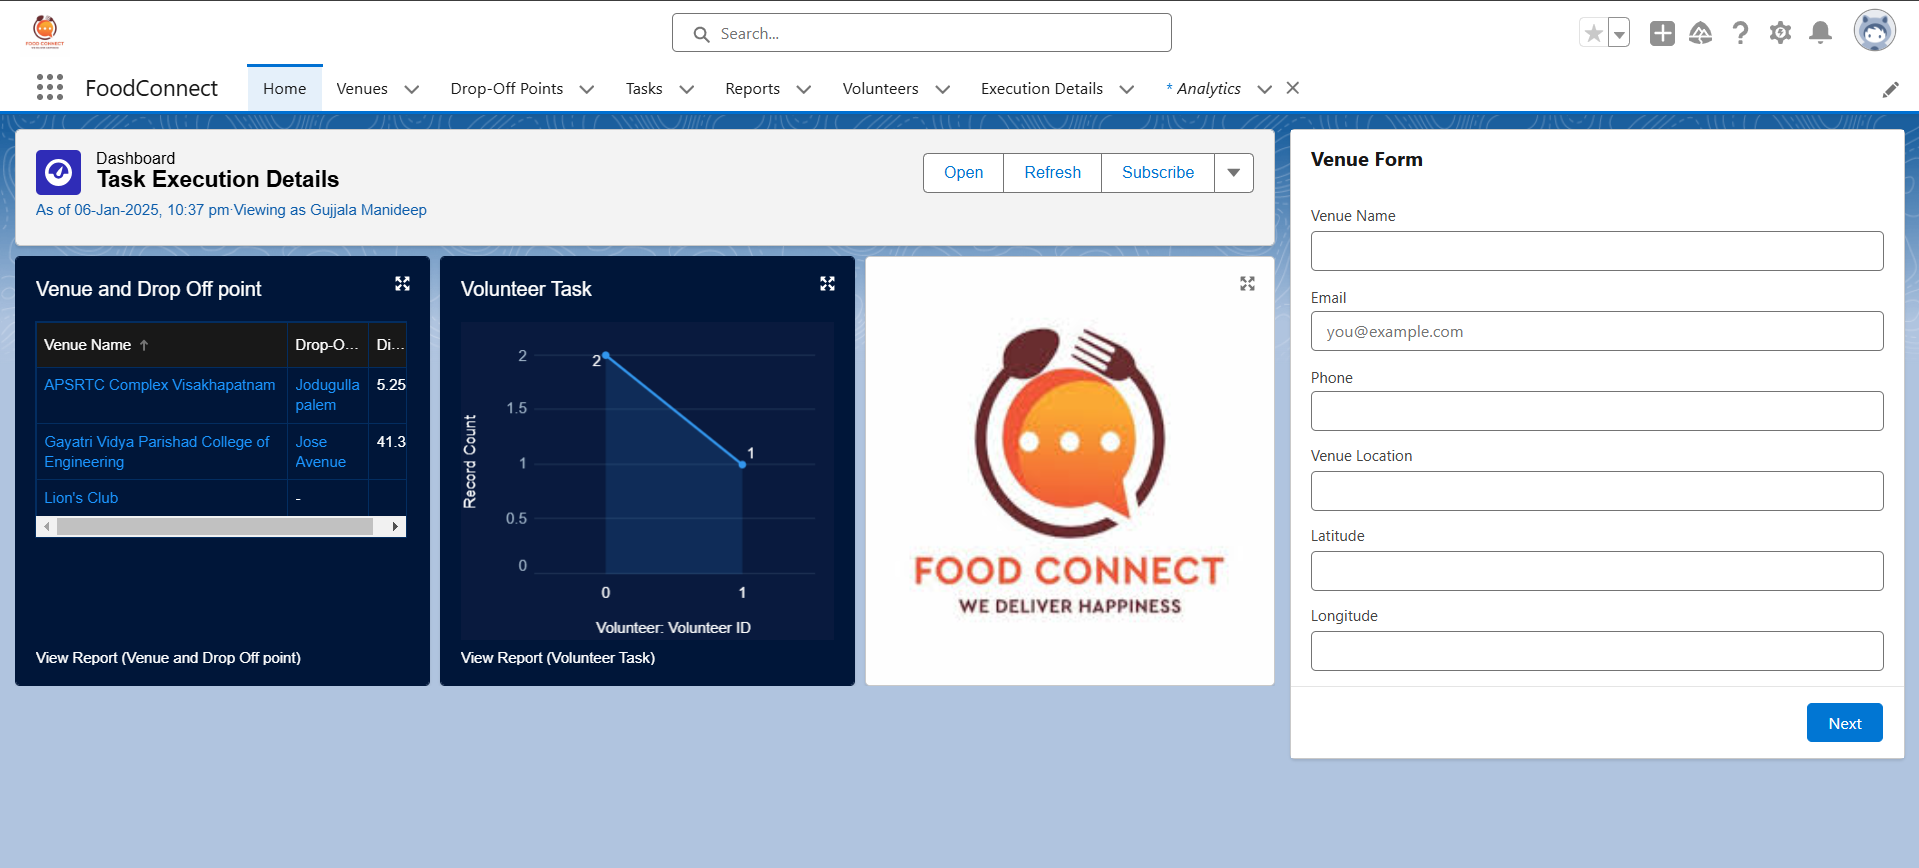 FOOD CONNECT
Search...
FoodConnect
Home
Venues
Drop-Off Points
Tasks
Reports
Volunteers
Execution Details
* Analytics
Dashboard
Task Execution Details
As of 06-Jan-2025, 10:37 pm·Viewing as Gujjala Manideep
Open
Refresh
Subscribe
Venue and Drop Off point
Venue Name ↑ Drop-O... Di...
APSRTC Complex Visakhapatnam Jodugulla 5.25
palem
Gayatri Vidya Parishad College of Jose 41.3
Engineering Avenue
Lion's Club -
View Report (Venue and Drop Off point)
Volunteer Task
Record Count
2
1.5
1
0.5
0
2
1
0 1
Volunteer: Volunteer ID
View Report (Volunteer Task)
FOOD CONNECT
WE DELIVER HAPPINESS
Venue Form
Venue Name
Email
you@example.com
Phone
Venue Location
Latitude
Longitude
Next